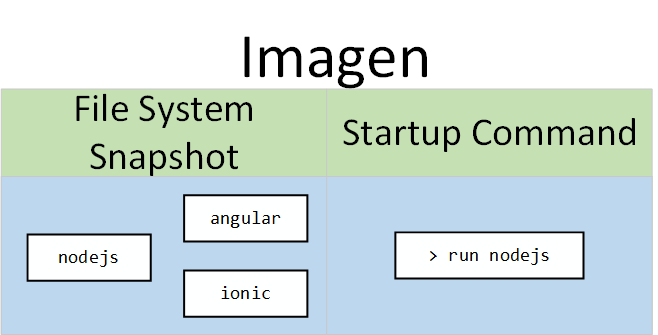 Imagen
File System
Snapshot
Startup Command
nodejs
angular
ionic
> run nodejs